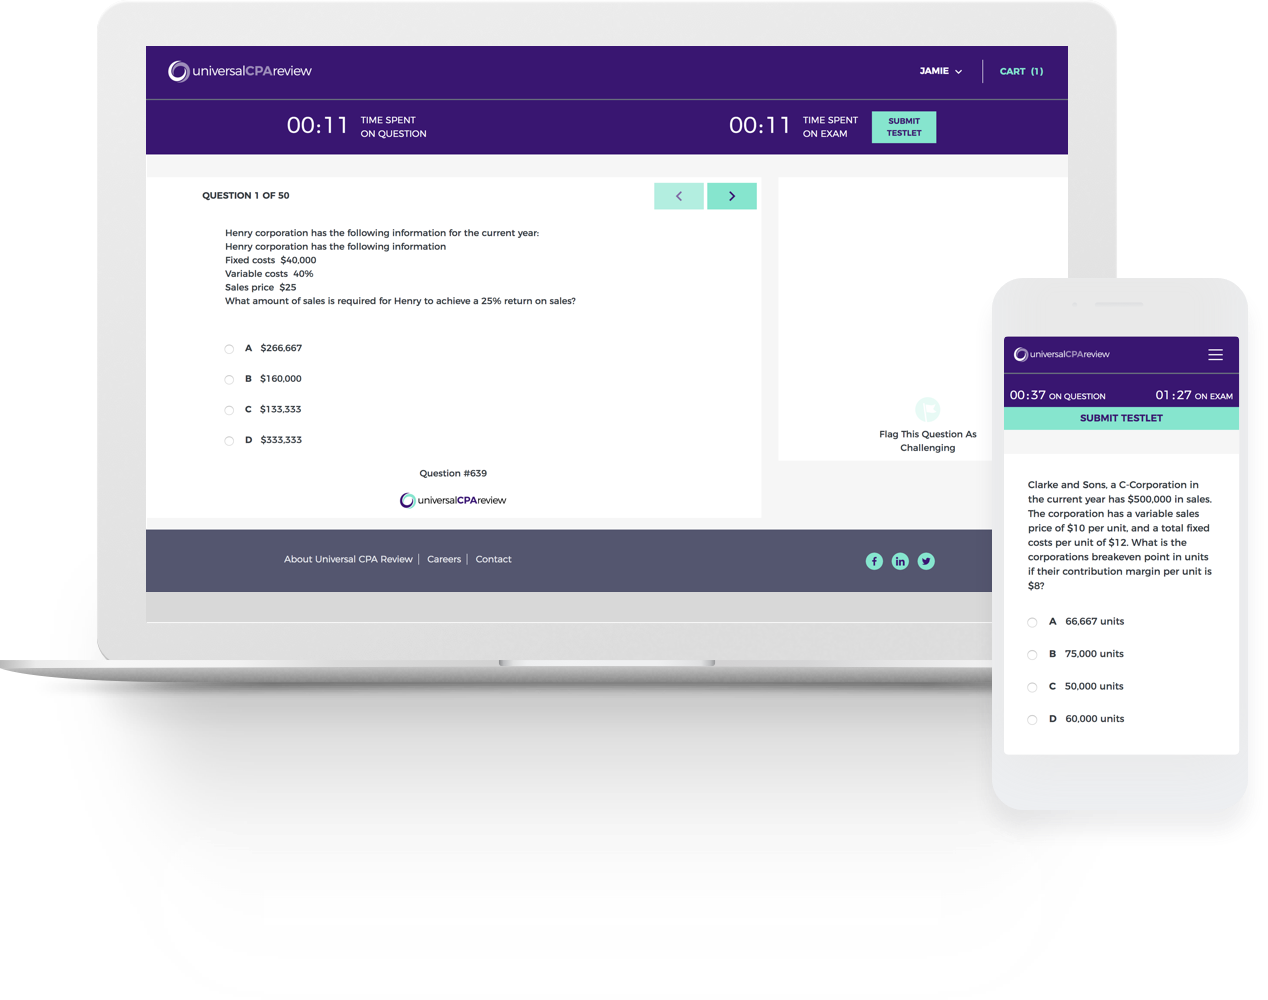 universalCPAreview
JAMIE
CART (1)
00:11
TIME SPENT
ON QUESTION
00:11
TIME SPENT
ON EXAM
SUBMIT
TESTLET
QUESTION 1 OF 50
Henry corporation has the following information for the current year:
Henry corporation has the following information
Fixed costs $40,000
Variable costs 40%
Sales price $25
What amount of sales is required for Henry to achieve a 25% return on sales?
A $266,667
B $160,000
C $133,333
D $333,333
Question #639
universalCPAreview
Flag This Question As
Challenging
About Universal CPA Review | Careers | Contact
universalCPAreview
00:37 ON QUESTION
01:27 ON EXAM
SUBMIT TESTLET
Clarke and Sons, a C-Corporation in
the current year has $500,000 in sales.
The corporation has a variable sales
price of $10 per unit, and a total fixed
costs per unit of $12. What is the
corporations breakeven point in units
if their contribution margin per unit is
$8?
A 66,667 units
B 75,000 units
C 50,000 units
D 60,000 units